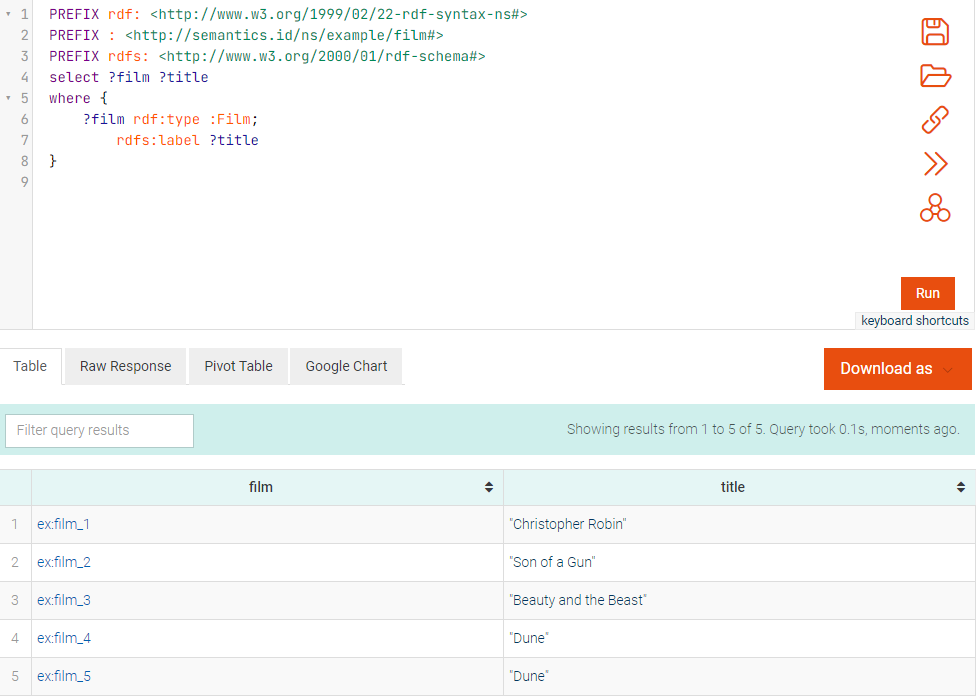 1 PREFIX rdf: <http://www.w3.org/1999/02/22-rdf-syntax-ns#>
2 PREFIX : <http://semantics.id/ns/example/film#>
3 PREFIX rdfs: <http://www.w3.org/2000/01/rdf-schema#>
4 select ?film ?title
5 where {
6 ?film rdf:type :Film;
7 rdfs:label ?title
8 }
9
Run
keyboard shortcuts
Table Raw Response Pivot Table Google Chart Download as
Filter query results Showing results from 1 to 5 of 5. Query took 0.1s, moments ago.
film title
1 ex:film_1 "Christopher Robin"
2 ex:film_2 "Son of a Gun"
3 ex:film_3 "Beauty and the Beast"
4 ex:film_4 "Dune"
5 ex:film_5 "Dune"